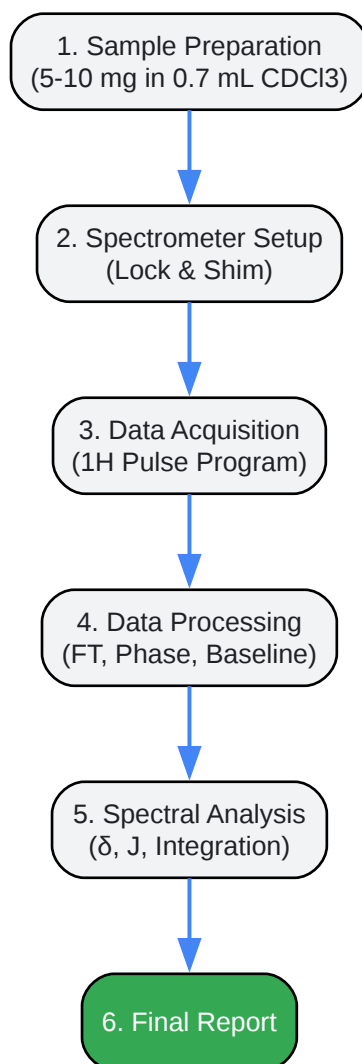 1. Sample Preparation
(5-10 mg in 0.7 mL CDCl3)
2. Spectrometer Setup
(Lock & Shim)
3. Data Acquisition
(1H Pulse Program)
4. Data Processing
(FT, Phase, Baseline)
5. Spectral Analysis
(δ, J, Integration)
6. Final Report